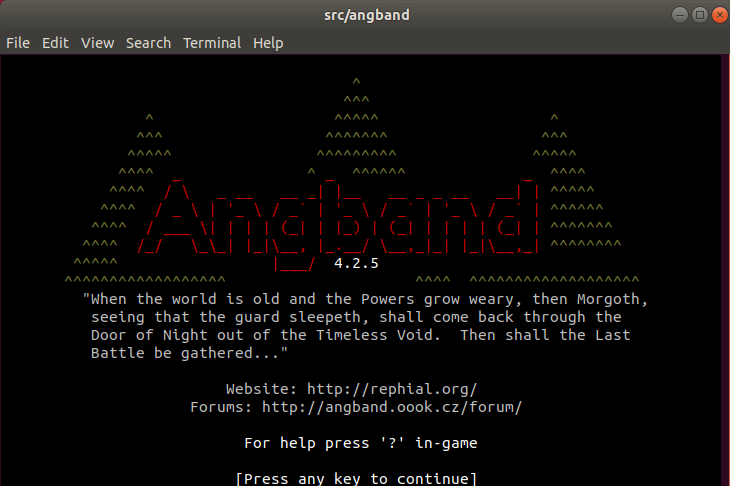 src/angband
File Edit View Search Terminal Help
Angband
4.2.5
"When the world is old and the Powers grow weary, then Morgoth,
seeing that the guard sleepeth, shall come back through the
Door of Night out of the Timeless Void.  Then shall the Last
Battle be gathered..."
Website: http://rephial.org/
Forums: http://angband.oook.cz/forum/
For help press '?' in-game
[Press any key to continue]